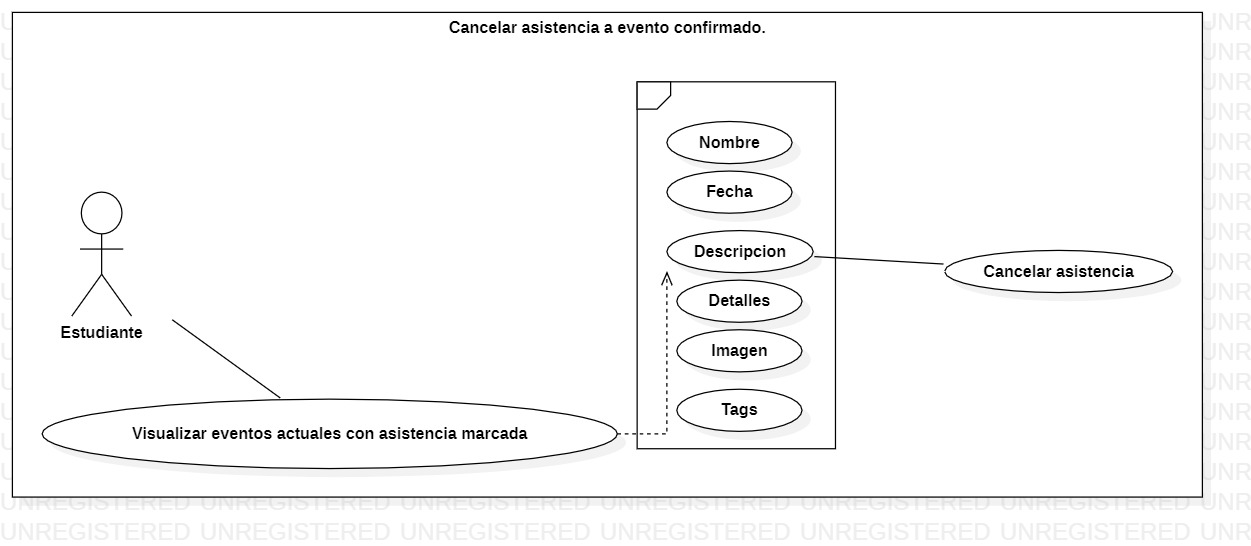 Cancelar asistencia a evento confirmado.
Nombre
Fecha
Descripcion
Cancelar asistencia
Detalles
Estudiante
Imagen
Tags
Visualizar eventos actuales con asistencia marcada
UNREGISTERED UNREGISTERED UNREGISTERED UNREGISTERED UNREGISTERED UNREGISTERED UNR
UNREGISTERED UNREGISTERED UNREGISTERED UNREGISTERED UNREGISTERED UNREGISTERED UNR